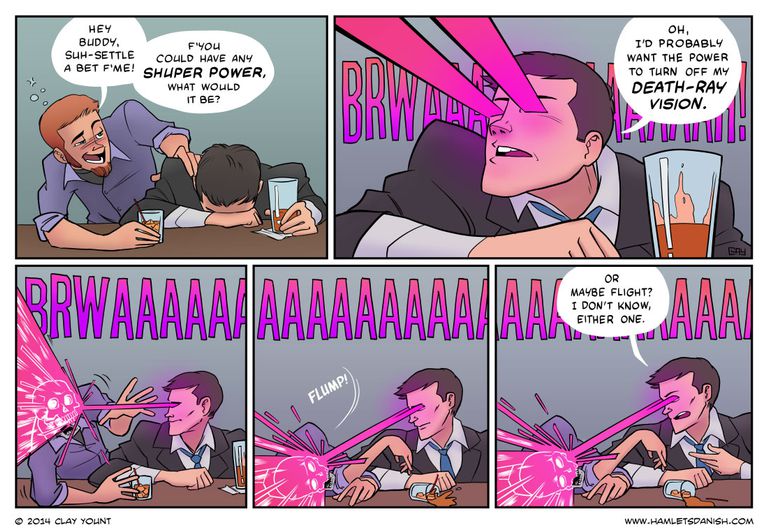 HEY
BUDDY,
SUH-SETTLE
A BET F'ME!
F'YOU
COULD HAVE ANY
SHUPER POWER,
WHAT WOULD
IT BE?
OH,
I'D PROBABLY
WANT THE POWER
TO TURN OFF MY
DEATH-RAY
VISION.
BRWAAAAAAAAAH!
BRWAAAAAA
AAAAAAAAAAA
FLUMP!
OR
MAYBE FLIGHT?
I DON'T KNOW,
EITHER ONE.
AAAAAAAAAA
© 2014 CLAY YOUNT
WWW.HAMLETSDANISH.COM